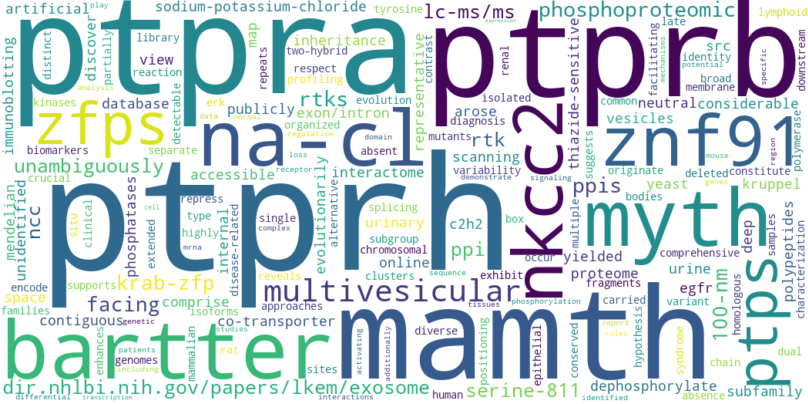 artificial play sodium-potassium-chloride tyrosine lc-ms/ms phosphoproteomic lymphoid
ptpra ptprb
immunoblotting distinct discover partially library reaction view map two-hybrid repeats inheritance respect profiling contrast representative renal isolated
late src facilitating identity broad membrane potential specific downstream
analysis kinases database detectable publicly erk evolution rtks exon/intron data normal organized regulation
arose diagnosis rtk mutants common neutral considerable vesicles
zfps na-cl nkcc2 thiazide-sensitive znf91
biomarkers separate domain absent scanning variability suggests originate mouse deleted constitute region polymerase
unambiguously accessible loss receptor interactome demonstrate signaling ppis yeast kruppel genes
mendelian unidentified ncc crucial phosphatases situ clinical cell
ptprh
repress type highly extended mrna internal disease-related single complex evolutionarily alternative splicing urinary subgroup chromosomal c2h2 box ppi
multiple bodies myth comprehensive deep samples polypeptides characterization
encode space families supports krab-zfp reveals clusters online sequence exhibit occur yielded proteome fragments urine
facing comprise isoforms multivesicular approaches tissues phosphorylation egfr variant 100-nm homologous
contiguous genetic genomes co-transporter studies diverse carried hypothesis report roles syndrome
bartter mamth ptps
enhances patients including mammalian rat sites activating additionally conserved positioning epithelial chain absence dual
dir.nhlbi.nih.gov/papers/lkem/exosome serine-811 dephosphorylate subfamily
differential transcription interactions human identified
expression mechanisms